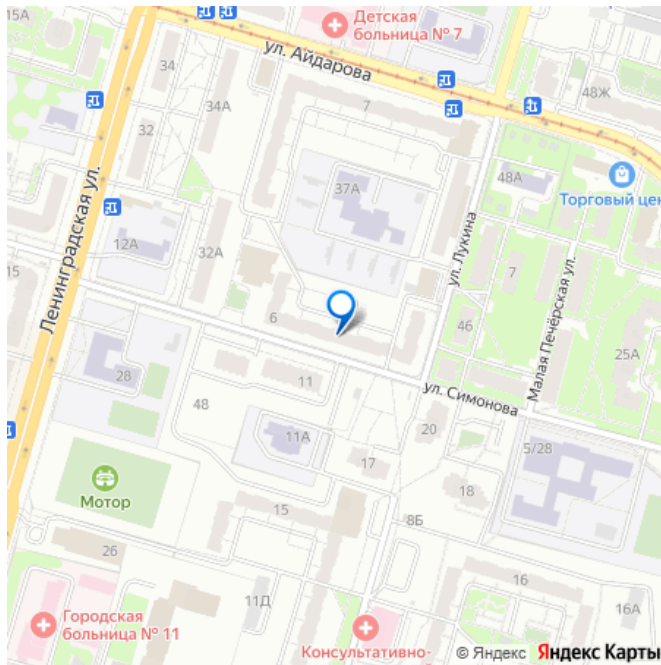 Детская
больница № 7
ул. Айдарова
34
34А
7
48Ж
32
Ленинградская ул.
37А
48А
Торговый цен
12А
32А
ул. Лукина
7
15
6
46
Малая Печёрская ул.
25А
28
11
ул. Симонова
48
11А
20
5/28
17
18
Мотор
15
8Б
26
16
11Д
16А
Городская
больница № 11
Консультативно-
© Яндекс Яндекс Карты